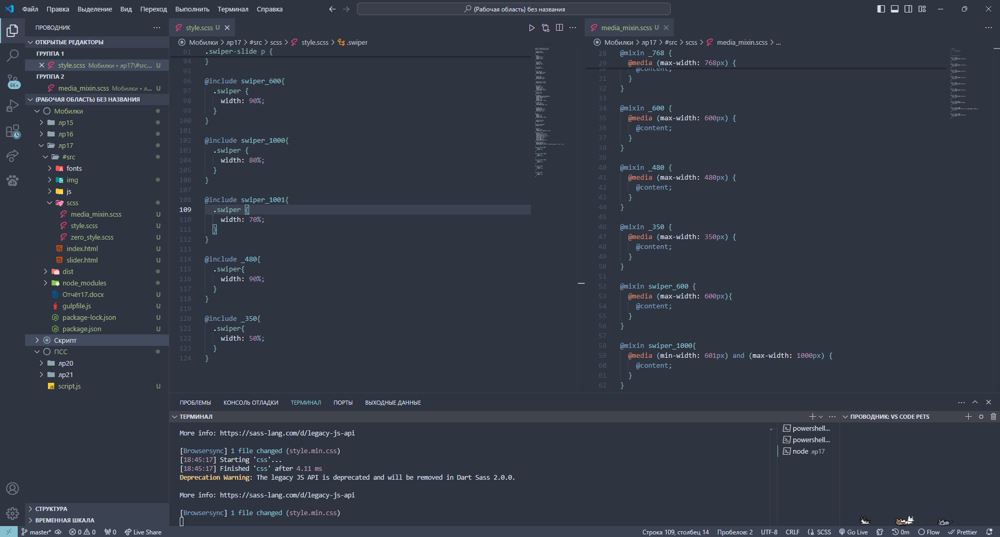 Файл Правка Выделение Вид Переход Выполнить Терминал Справка
(Рабочая область) без названия
ПРОВОДНИК
ОТКРЫТЫЕ РЕДАКТОРЫ
ГРУППА 1
style.scss Мобилки • лр17\#src... U
ГРУППА 2
media_mixin.scss Мобилки • л... U
(РАБОЧАЯ ОБЛАСТЬ) БЕЗ НАЗВАНИЯ
6K+
Мобилки
лр15
лр16
лр17
#src
fonts
img
js
scss
media_mixin.scss U
style.scss U
zero_style.scss U
index.html U
slider.html U
dist
node_modules
Отчёт17.docx U
gulpfile.js U
package-lock.json U
package.json U
Скрипт
ПСС
лр20
лр21
script.js U
СТРУКТУРА
ВРЕМЕННАЯ ШКАЛА
style.scss U
Мобилки > лр17 > #src > scss > style.scss > .swiper
91 .swiper-slide p {
94 }
95
96 @include swiper_600{
97 .swiper {
98 width: 90%;
99 }
100 }
101
102 @include swiper_1000{
103 .swiper {
104 width: 80%;
105 }
106 }
107
108 @include swiper_1001{
109 .swiper {
110 width: 70%;
111 }
112 }
113
114 @include _480{
115 .swiper{
116 width: 90%;
117 }
118 }
119
120 @include _350{
121 .swiper{
122 width: 50%;
123 }
124 }
media_mixin.scss U
Мобилки > лр17 > #src > scss > media_mixin.scss > ...
28 @mixin _768 {
29 @media (max-width: 768px) {
30 @content;
31 }
32 }
33
34 @mixin _600 {
35 @media (max-width: 600px) {
36 @content;
37 }
38 }
39
40 @mixin _480 {
41 @media (max-width: 480px) {
42 @content;
43 }
44 }
45
46 @mixin _350 {
47 @media (max-width: 350px) {
48 @content;
49 }
50 }
51
52 @mixin swiper_600 {
53 @media (max-width: 600px){
54 @content;
55 }
56 }
57
58 @mixin swiper_1000{
59 @media (min-width: 601px) and (max-width: 1000px) {
60 @content;
61 }
62 }
ПРОБЛЕМЫ КОНСОЛЬ ОТЛАДКИ ТЕРМИНАЛ ПОРТЫ ВЫХОДНЫЕ ДАННЫЕ
ТЕРМИНАЛ
More info: https://sass-lang.com/d/legacy-js-api
[Browsersync] 1 file changed (style.min.css)
[18:45:17] Starting 'css'...
[18:45:17] Finished 'css' after 4.11 ms
Deprecation Warning: The legacy JS API is deprecated and will be removed in Dart Sass 2.0.0.
More info: https://sass-lang.com/d/legacy-js-api
[Browsersync] 1 file changed (style.min.css)
powershell...
powershell...
node лр17
ПРОВОДНИК: VS CODE PETS
master* 0 0 0 Live Share
Строка 109, столбец 14 Пробелов: 2 UTF-8 CRLF SCSS Go Live 0m Flow Prettier